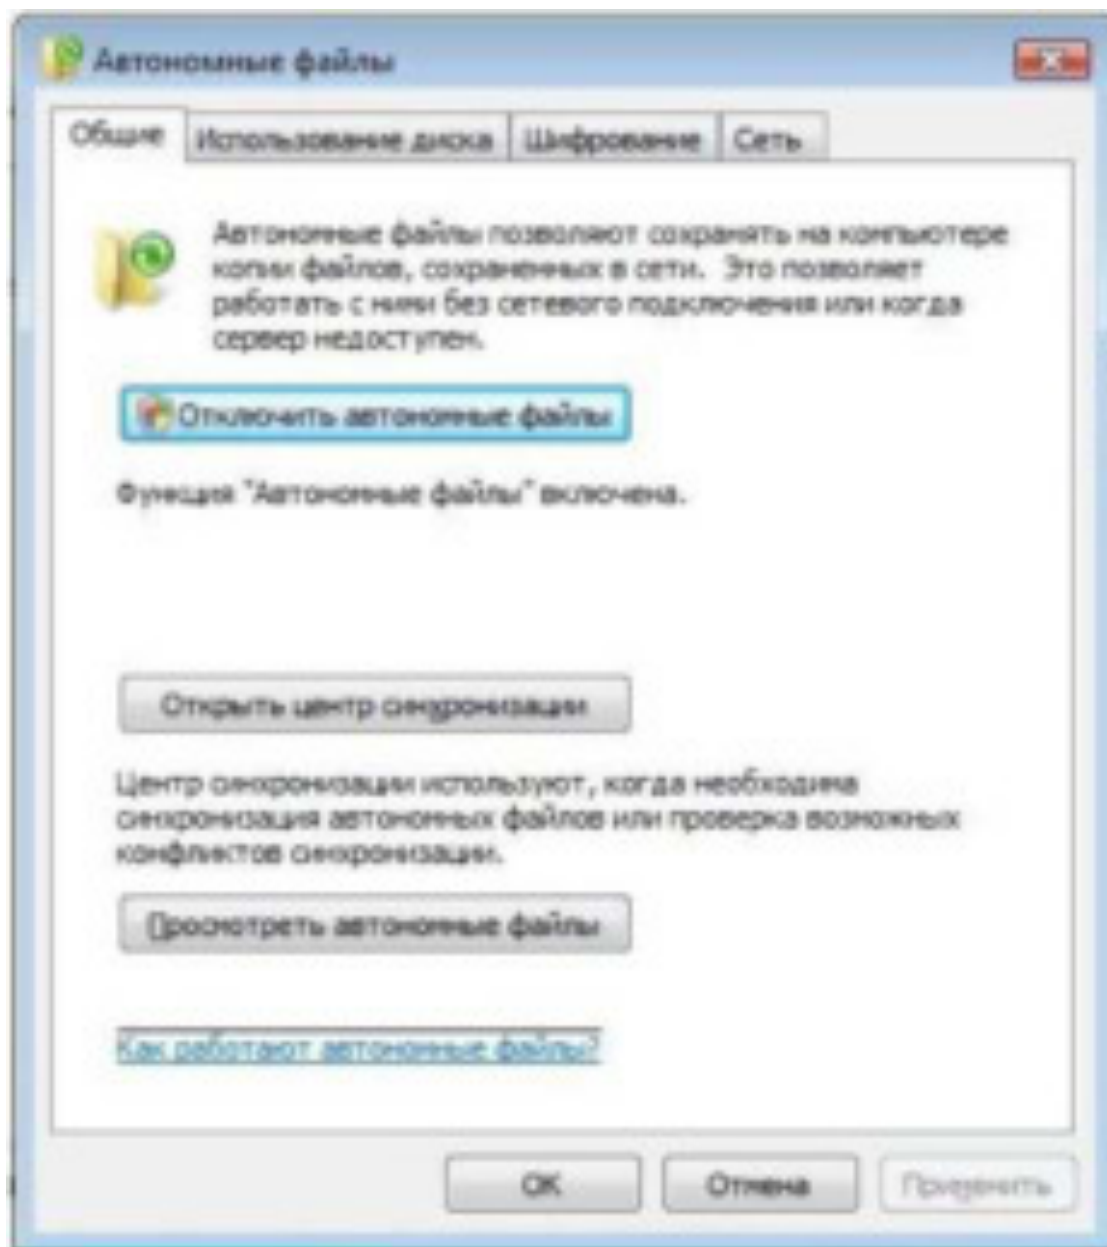 Автономные файлы
Общие
Использование диска
Шифрование
Сеть
Автономные файлы позволяют сохранять на компьютере
копии файлов, сохраненных в сети. Это позволяет
работать с ними без сетевого подключения или когда
сервер недоступен.
Отключить автономные файлы
Функция "Автономные файлы" включена.
Открыть центр синхронизации
Центр синхронизации используют, когда необходима
синхронизация автономных файлов или проверка возможных
конфликтов синхронизации.
Просмотреть автономные файлы
Как работают автономные файлы?
ОК
Отмена
Применить